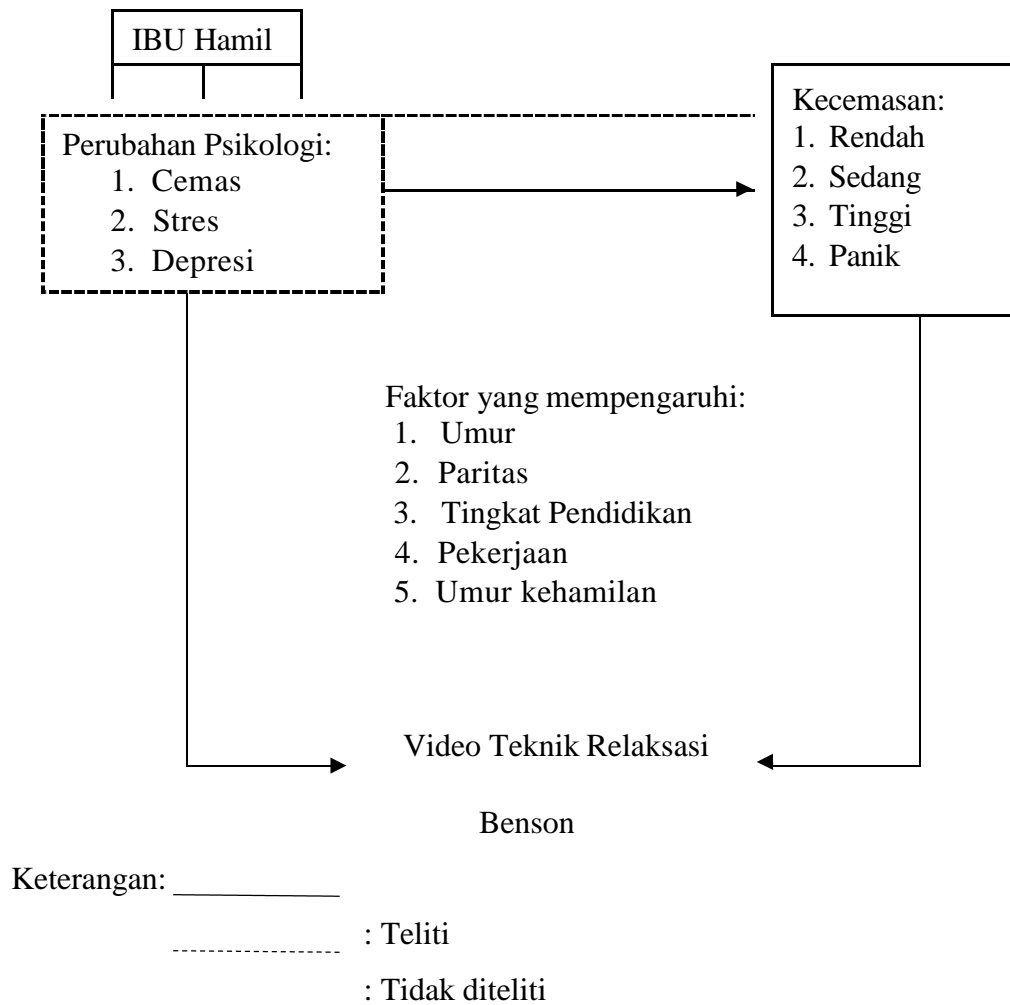 IBU Hamil
Perubahan Psikologi:
1. Cemas
2. Stres
3. Depresi
Kecemasan:
1. Rendah
2. Sedang
3. Tinggi
4. Panik
Faktor yang mempengaruhi:
1. Umur
2. Paritas
3. Tingkat Pendidikan
4. Pekerjaan
5. Umur kehamilan
Video Teknik Relaksasi
Benson
Keterangan:
: Teliti
: Tidak diteliti